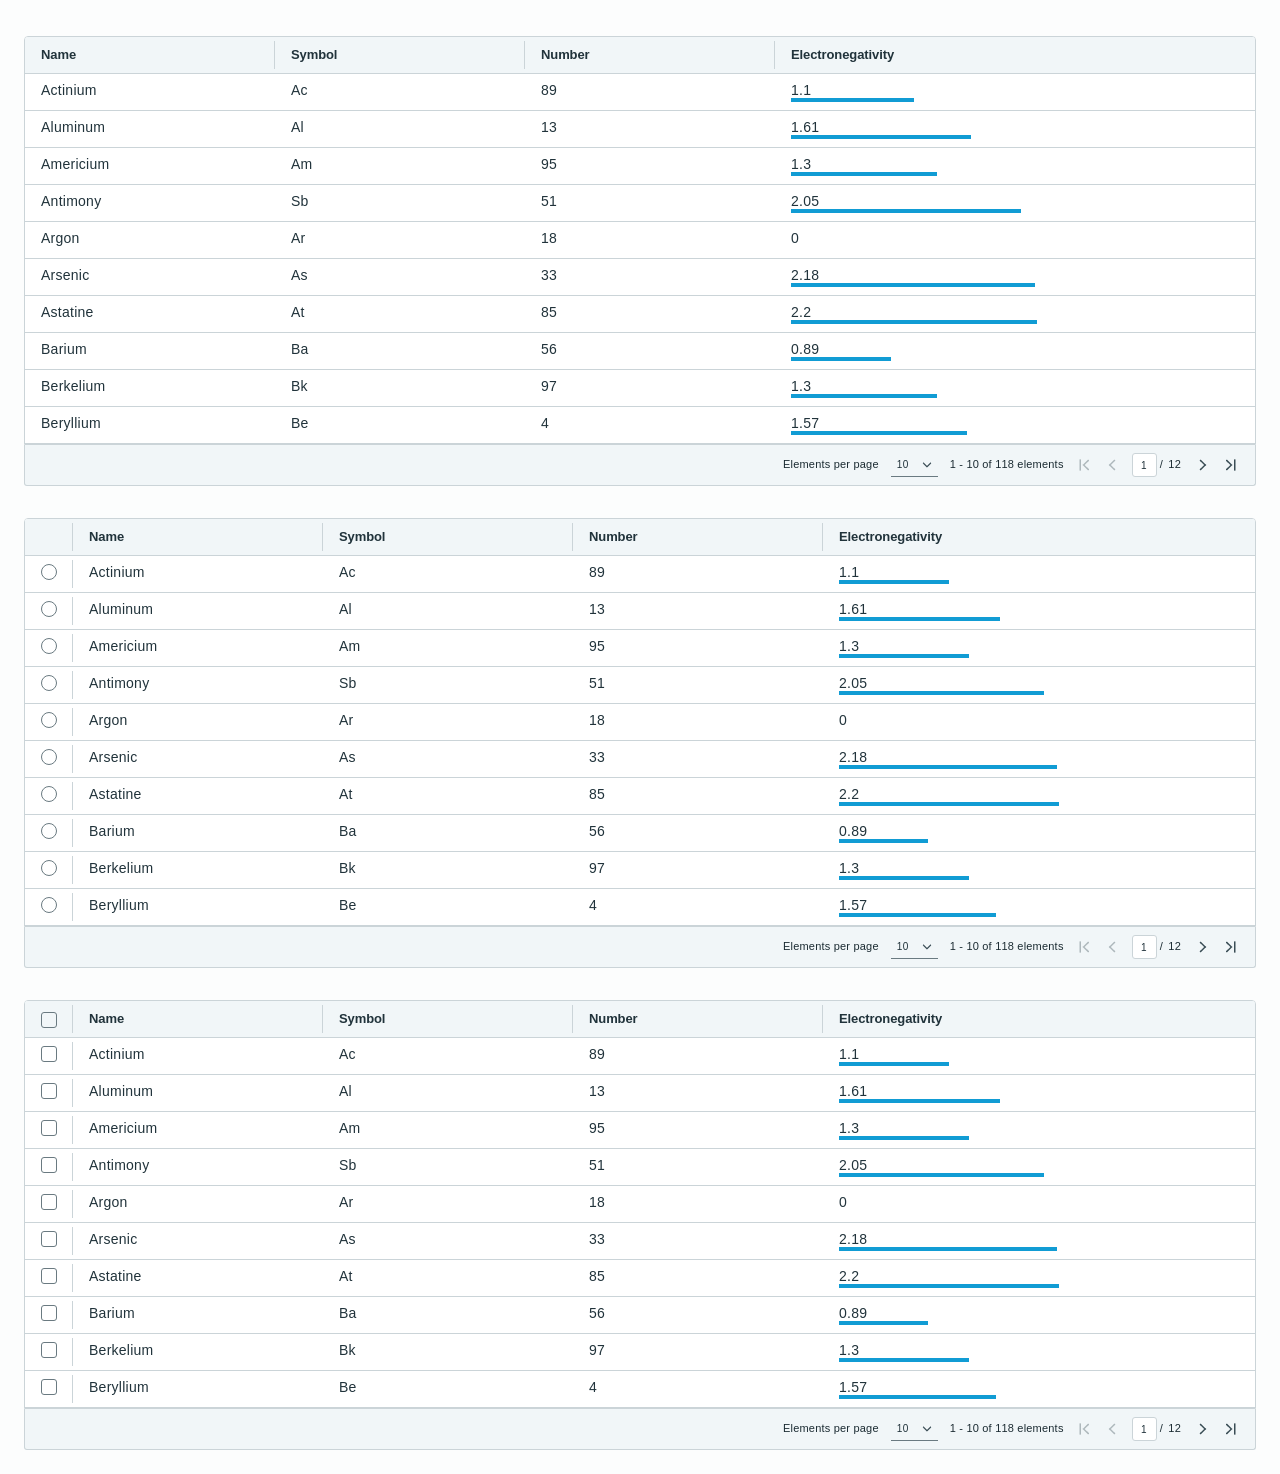 Name Symbol Number Electronegativity
Actinium Ac 89 1.1
Aluminum Al 13 1.61
Americium Am 95 1.3
Antimony Sb 51 2.05
Argon Ar 18 0
Arsenic As 33 2.18
Astatine At 85 2.2
Barium Ba 56 0.89
Berkelium Bk 97 1.3
Beryllium Be 4 1.57
Elements per page 10 1 - 10 of 118 elements 1 / 12
Name Symbol Number Electronegativity
Actinium Ac 89 1.1
Aluminum Al 13 1.61
Americium Am 95 1.3
Antimony Sb 51 2.05
Argon Ar 18 0
Arsenic As 33 2.18
Astatine At 85 2.2
Barium Ba 56 0.89
Berkelium Bk 97 1.3
Beryllium Be 4 1.57
Elements per page 10 1 - 10 of 118 elements 1 / 12
Name Symbol Number Electronegativity
Actinium Ac 89 1.1
Aluminum Al 13 1.61
Americium Am 95 1.3
Antimony Sb 51 2.05
Argon Ar 18 0
Arsenic As 33 2.18
Astatine At 85 2.2
Barium Ba 56 0.89
Berkelium Bk 97 1.3
Beryllium Be 4 1.57
Elements per page 10 1 - 10 of 118 elements 1 / 12